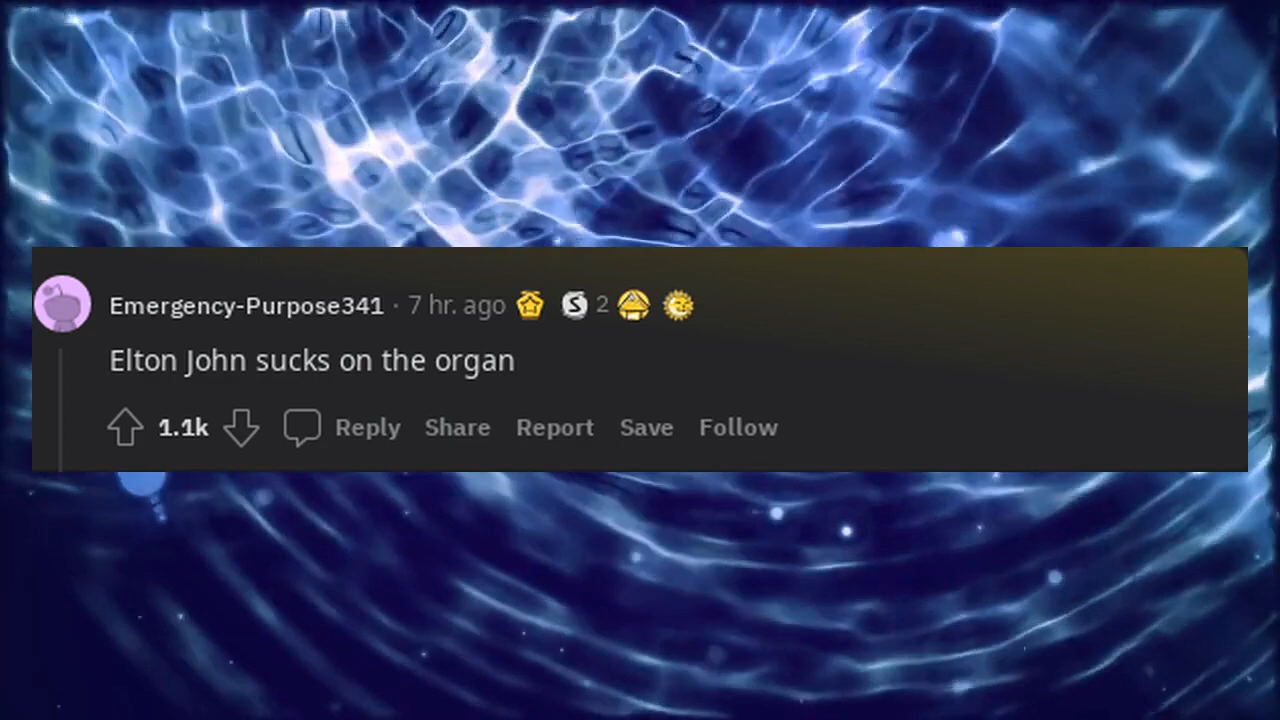 Emergency-Purpose341 · 7 hr. ago 2
Elton John sucks on the organ
1.1k Reply Share Report Save Follow